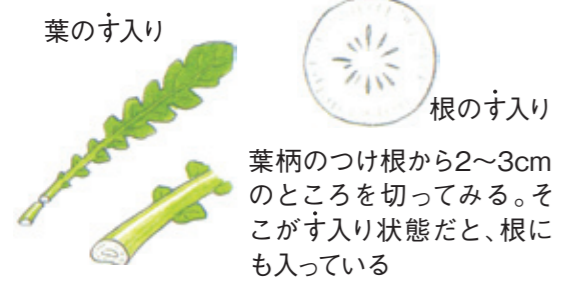 葉のす入り
根のす入り
葉柄のつけ根から2〜3cm
のところを切ってみる。そ
こがす入り状態だと、根に
も入っている